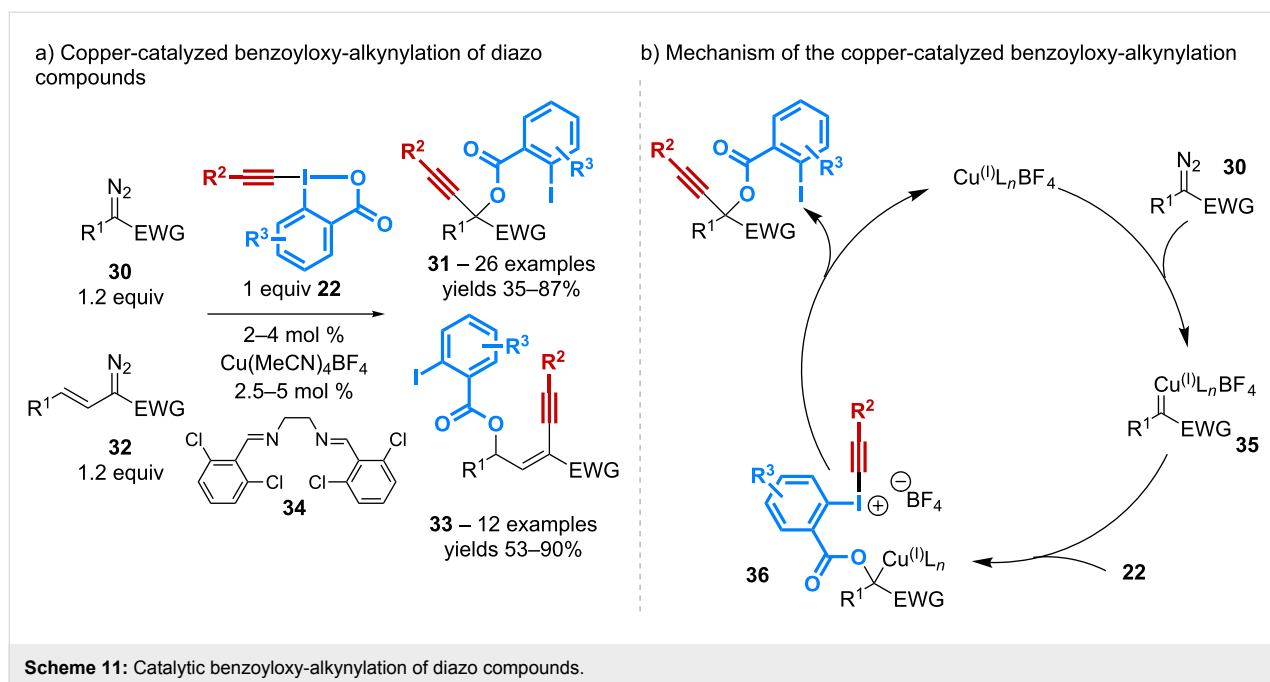 a) Copper-catalyzed benzoyloxy-alkynylation of diazo
compounds
N2
R1 EWG
30
1.2 equiv
R2 I O
O
R3
1 equiv 22
2–4 mol %
Cu(MeCN)4BF4
2.5–5 mol %
N2
R1 EWG
32
1.2 equiv
Cl N N Cl
Cl Cl
34
R2 O
O I R3
R1 EWG
31 – 26 examples
yields 35–87%
R3
I R2
O O
R1 EWG
33 – 12 examples
yields 53–90%
b) Mechanism of the copper-catalyzed benzoyloxy-alkynylation
R2 O
O I R3
R1 EWG
Cu(I)LnBF4
N2 30
R1 EWG
Cu(I)LnBF4
R1 EWG
35
22
R2
R3
I ⊕ ⊖BF4
O Cu(I)Ln
O
R1 EWG
36
Scheme 11: Catalytic benzoyloxy-alkynylation of diazo compounds.